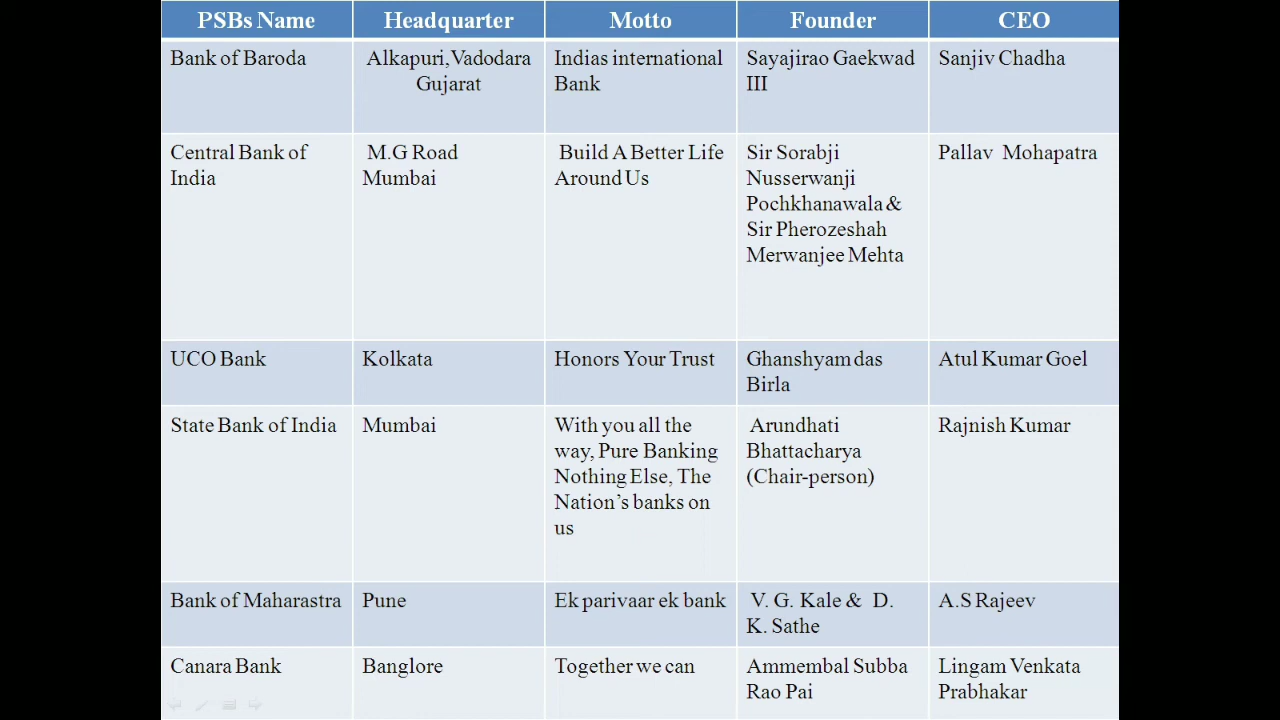 PSBs Name Headquarter Motto Founder CEO
Bank of Baroda Alkapuri,Vadodara Indias international Sayajirao Gaekwad Sanjiv Chadha
Gujarat Bank III
Central Bank of M.G Road Build A Better Life Sir Sorabji Pallav Mohapatra
India Mumbai Around Us Nusserwanji
Pochkhanawala &
Sir Pherozeshah
Merwanjee Mehta
UCO Bank Kolkata Honors Your Trust Ghanshyam das Atul Kumar Goel
Birla
State Bank of India Mumbai With you all the Arundhati Rajnish Kumar
way, Pure Banking Bhattacharya
Nothing Else, The (Chair-person)
Nation’s banks on
us
Bank of Maharastra Pune Ek parivaar ek bank V. G. Kale & D. A.S Rajeev
K. Sathe
Canara Bank Banglore Together we can Ammembal Subba Lingam Venkata
Rao Pai Prabhakar